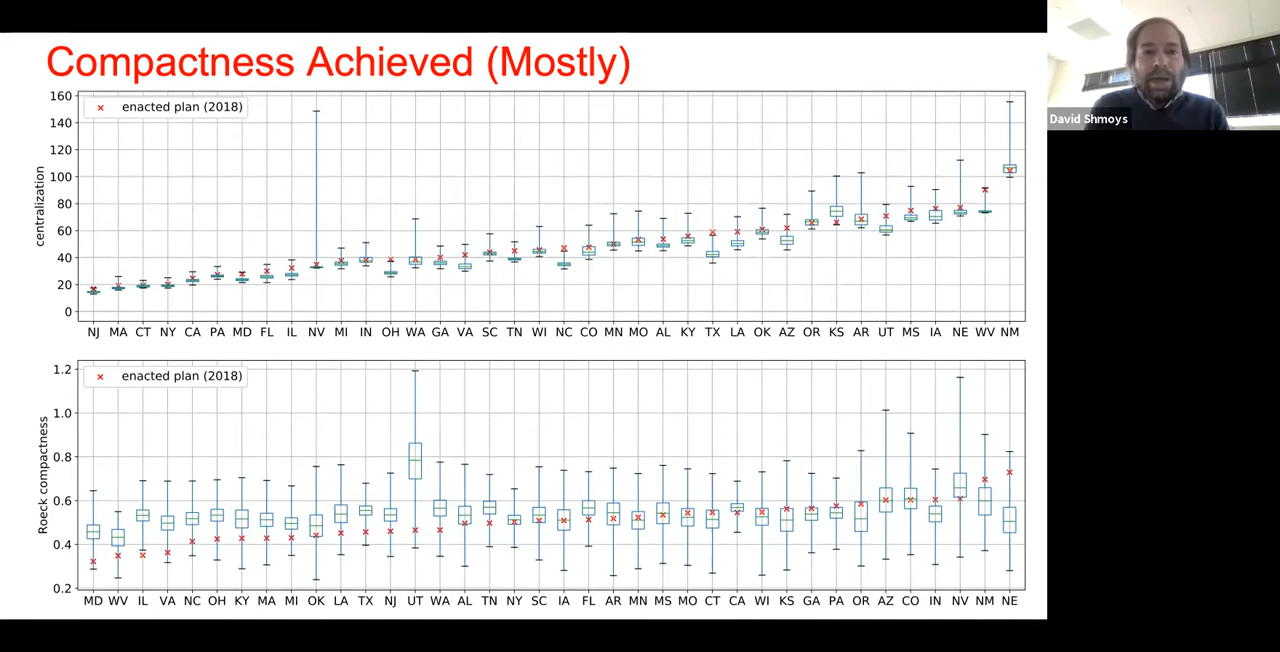 Compactness Achieved (Mostly)
enacted plan (2018)
centralization
160
140
120
100
80
60
40
20
0
NJ MA CT NY CA PA MD FL IL NV MI IN OH WA GA VA SC TN WI NC CO MN MO AL KY TX LA OK AZ OR KS AR UT MS IA NE WV NM
enacted plan (2018)
Roeck compactness
1.2
1.0
0.8
0.6
0.4
0.2
MD WV IL VA NC OH KY MA MI OK LA TX NJ UT WA AL TN NY SC IA FL AR MN MS MO CT CA WI KS GA PA OR AZ CO IN NV NM NE
David Shmoys